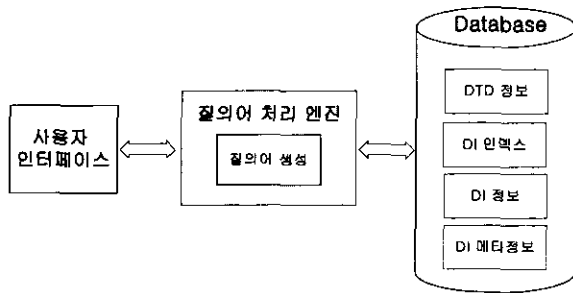 사용자
인터페이스
질의어 처리 엔진
질의어 생성
Database
DTD 정보
DI 인덱스
DI 정보
DI 메타정보